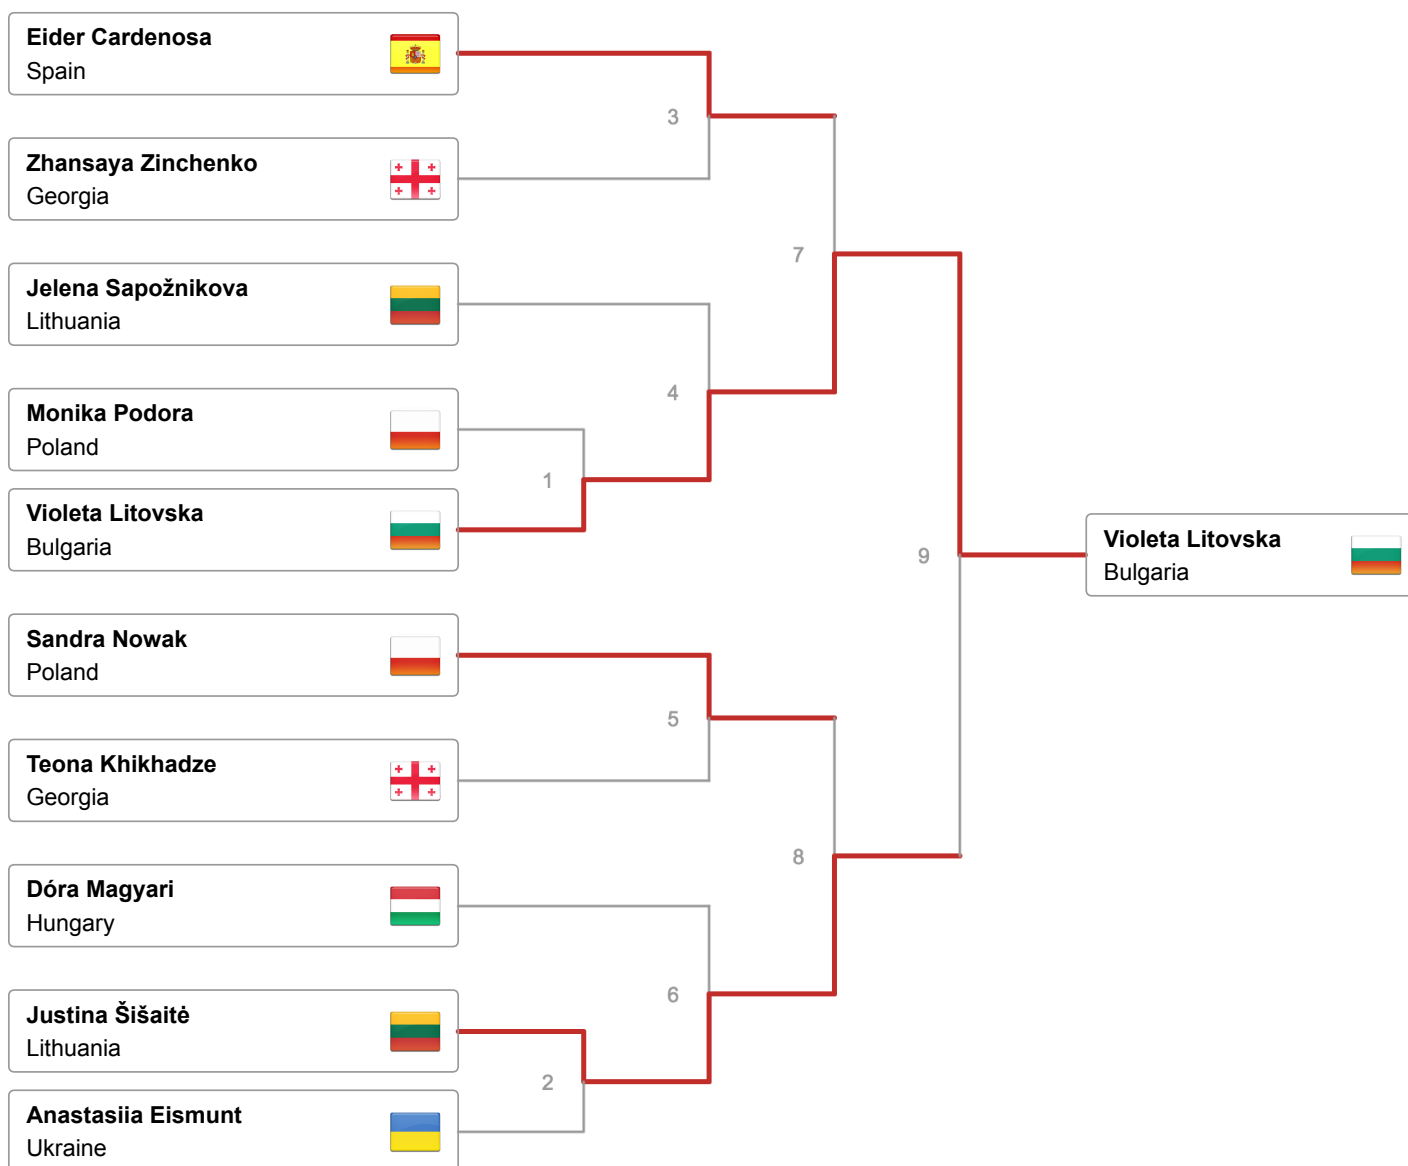 Eider Cardenosa
Spain
3
Zhansaya Zinchenko
Georgia
7
Jelena Sapožnikova
Lithuania
4
Monika Podora
Poland
1
Violeta Litovska
Bulgaria
9
Violeta Litovska
Bulgaria
Sandra Nowak
Poland
5
Teona Khikhadze
Georgia
8
Dóra Magyari
Hungary
6
Justina Šišaitė
Lithuania
2
Anastasiia Eismunt
Ukraine